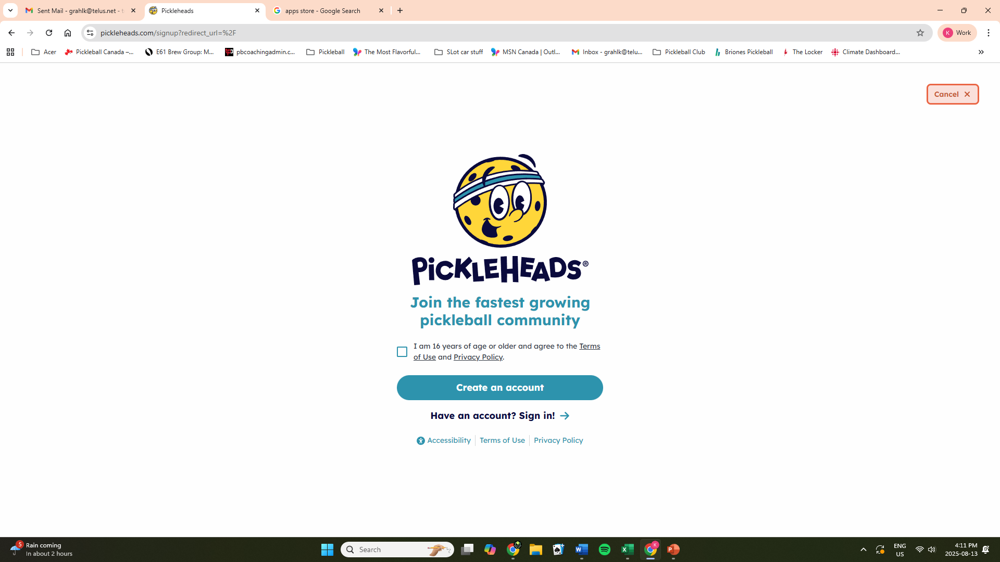 Sent Mail - grahlk@telus.net - t
Pickleheads
apps store - Google Search
pickleheads.com/signup?redirect_url=%2F
K
Work
Acer
Pickleball Canada –...
E61 Brew Group: M...
pbcoachingadmin.c...
Pickleball
The Most Flavorful...
SLot car stuff
MSN Canada | Outl...
Inbox - grahlk@telu...
Pickleball Club
Briones Pickleball
The Locker
Climate Dashboard...
Cancel
PiCKLEHEADS®
Join the fastest growing
pickleball community
I am 16 years of age or older and agree to the Terms
of Use and Privacy Policy.
Create an account
Have an account? Sign in!
Accessibility
Terms of Use
Privacy Policy
5
Rain coming
In about 2 hours
Search
K
ENG
US
4:11 PM
2025-08-13